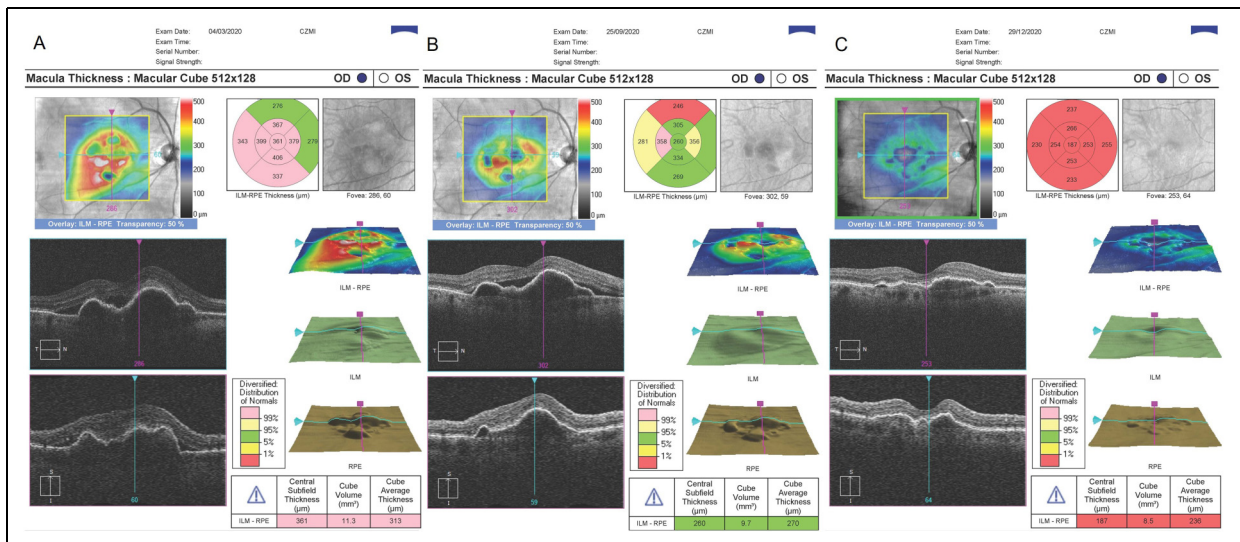 A
Exam Date: 04/03/2020 CZMI
Exam Time:
Serial Number:
Signal Strength:
Macula Thickness : Macular Cube 512x128 OD OS
500
400
300
200
100
0 µm
286
Overlay: ILM - RPE Transparency: 50 %
276
367
343 399 361 379 279
406
337
ILM-RPE Thickness (µm)
Fovea: 286, 60
T N
286
ILM - RPE
ILM
S
I
60
Diversified:
Distribution
of Normals
99%
95%
5%
1%
RPE
Central Subfield Thickness (µm)
Cube Volume (mm³)
Cube Average Thickness (µm)
ILM - RPE 361 11.3 313
B
Exam Date: 25/09/2020 CZMI
Exam Time:
Serial Number:
Signal Strength:
Macula Thickness : Macular Cube 512x128 OD OS
500
400
300
200
100
0 µm
302
Overlay: ILM - RPE Transparency: 50 %
248
305
281 358 260 356
334
269
ILM-RPE Thickness (µm)
Fovea: 302, 59
T N
302
ILM - RPE
ILM
S
I
59
Diversified:
Distribution
of Normals
99%
95%
5%
1%
RPE
Central Subfield Thickness (µm)
Cube Volume (mm³)
Cube Average Thickness (µm)
ILM - RPE 260 9.7 270
C
Exam Date: 29/12/2020 CZMI
Exam Time:
Serial Number:
Signal Strength:
Macula Thickness : Macular Cube 512x128 OD OS
500
400
300
200
100
0 µm
Overlay: ILM - RPE Transparency: 50 %
237
266
230 254 187 253 255
253
233
ILM-RPE Thickness (µm)
Fovea: 253, 64
T N
253
ILM - RPE
ILM
S
I
64
Diversified:
Distribution
of Normals
99%
95%
5%
1%
RPE
Central Subfield Thickness (µm)
Cube Volume (mm³)
Cube Average Thickness (µm)
ILM - RPE 187 8.5 236